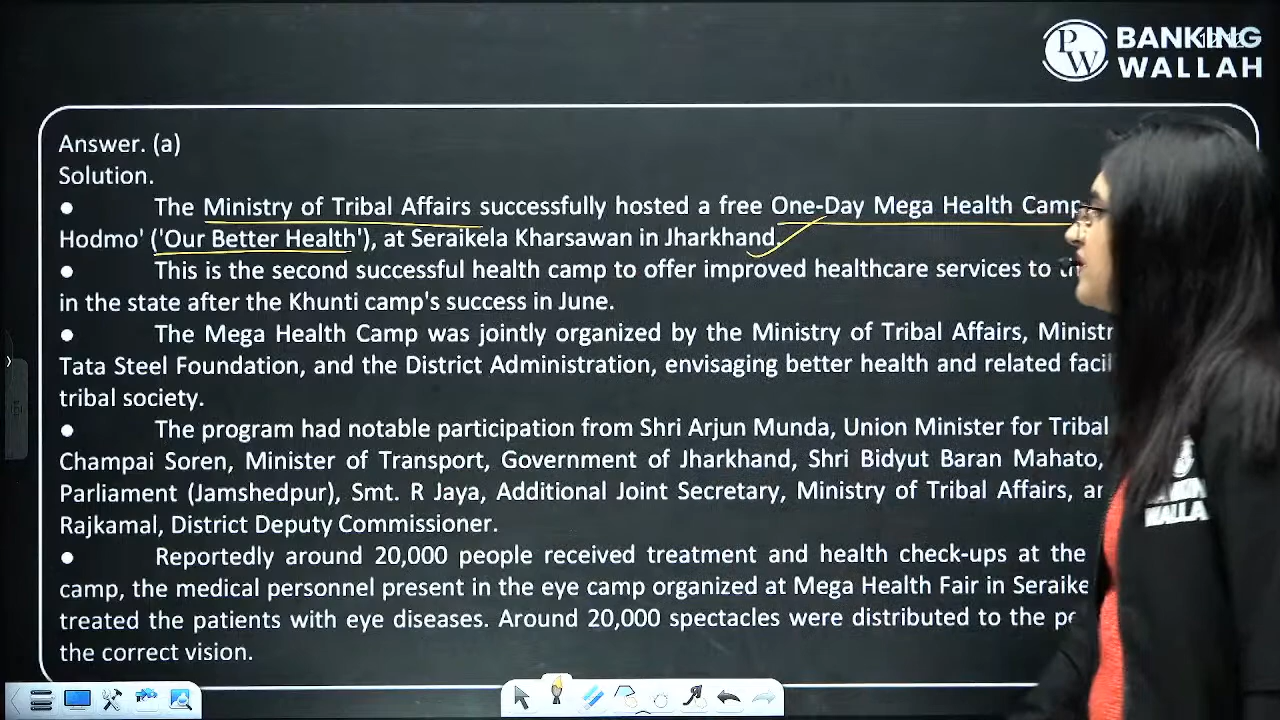 PW
BANKING
WALLAH
Answer. (a)
Solution.
● The Ministry of Tribal Affairs successfully hosted a free One-Day Mega Health Camp
Hodmo' ('Our Better Health'), at Seraikela Kharsawan in Jharkhand.
● This is the second successful health camp to offer improved healthcare services to
in the state after the Khunti camp's success in June.
● The Mega Health Camp was jointly organized by the Ministry of Tribal Affairs,
Tata Steel Foundation, and the District Administration, envisaging better health and related
tribal society.
● The program had notable participation from Shri Arjun Munda, Union Minister for Tribal
Champai Soren, Minister of Transport, Government of Jharkhand, Shri Bidyut Baran Mahato,
Parliament (Jamshedpur), Smt. R Jaya, Additional Joint Secretary, Ministry of Tribal Affairs,
Rajkamal, District Deputy Commissioner.
● Reportedly around 20,000 people received treatment and health check-ups at the
camp, the medical personnel present in the eye camp organized at Mega Health Fair in
treated the patients with eye diseases. Around 20,000 spectacles were distributed to the
the correct vision.